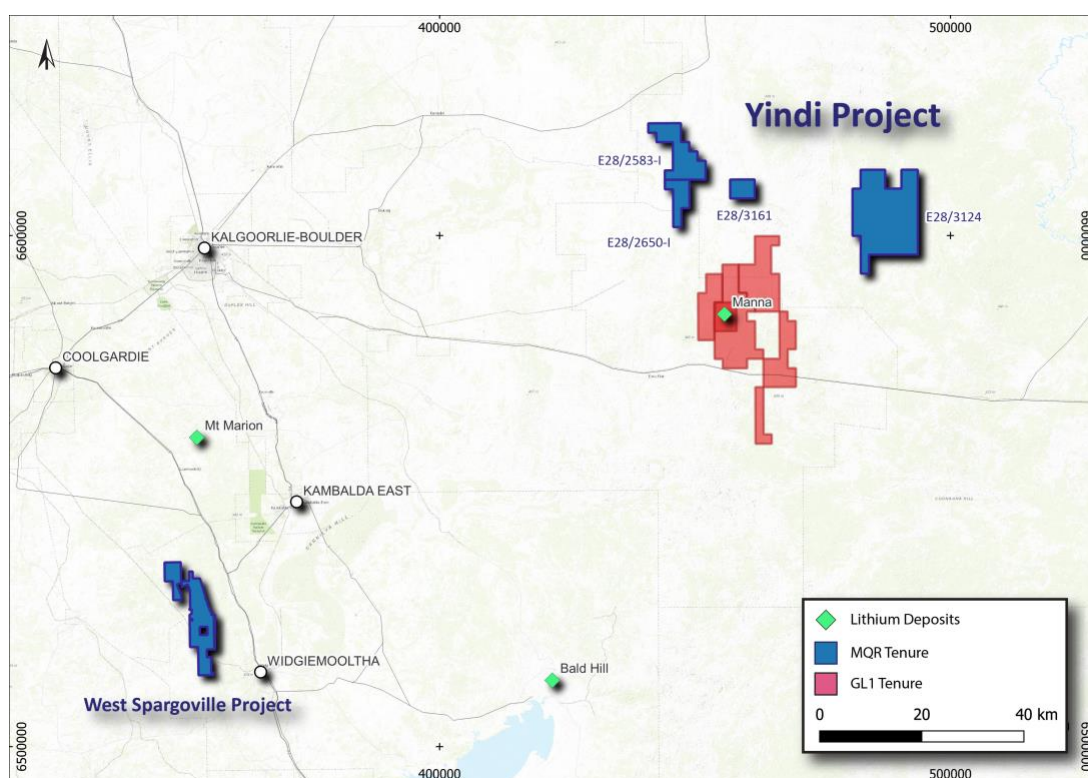 400000
500000
Yindi Project
E28/2583-I
E28/3161
E28/3124
E28/2650-I
6600000
6600000
KALGOORLIE-BOULDER
Manna
COOLGARDIE
Mt Marion
KAMBALDA EAST
WIDGIEMOOLTHA
Bald Hill
West Spargoville Project
Lithium Deposits
MQR Tenure
GL1 Tenure
0 20 40 km
6500000
400000
500000